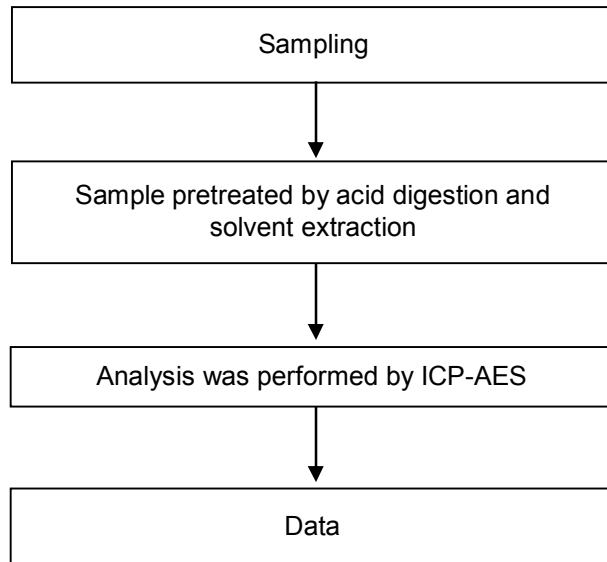 Sampling
Sample pretreated by acid digestion and
solvent extraction
Analysis was performed by ICP-AES
Data